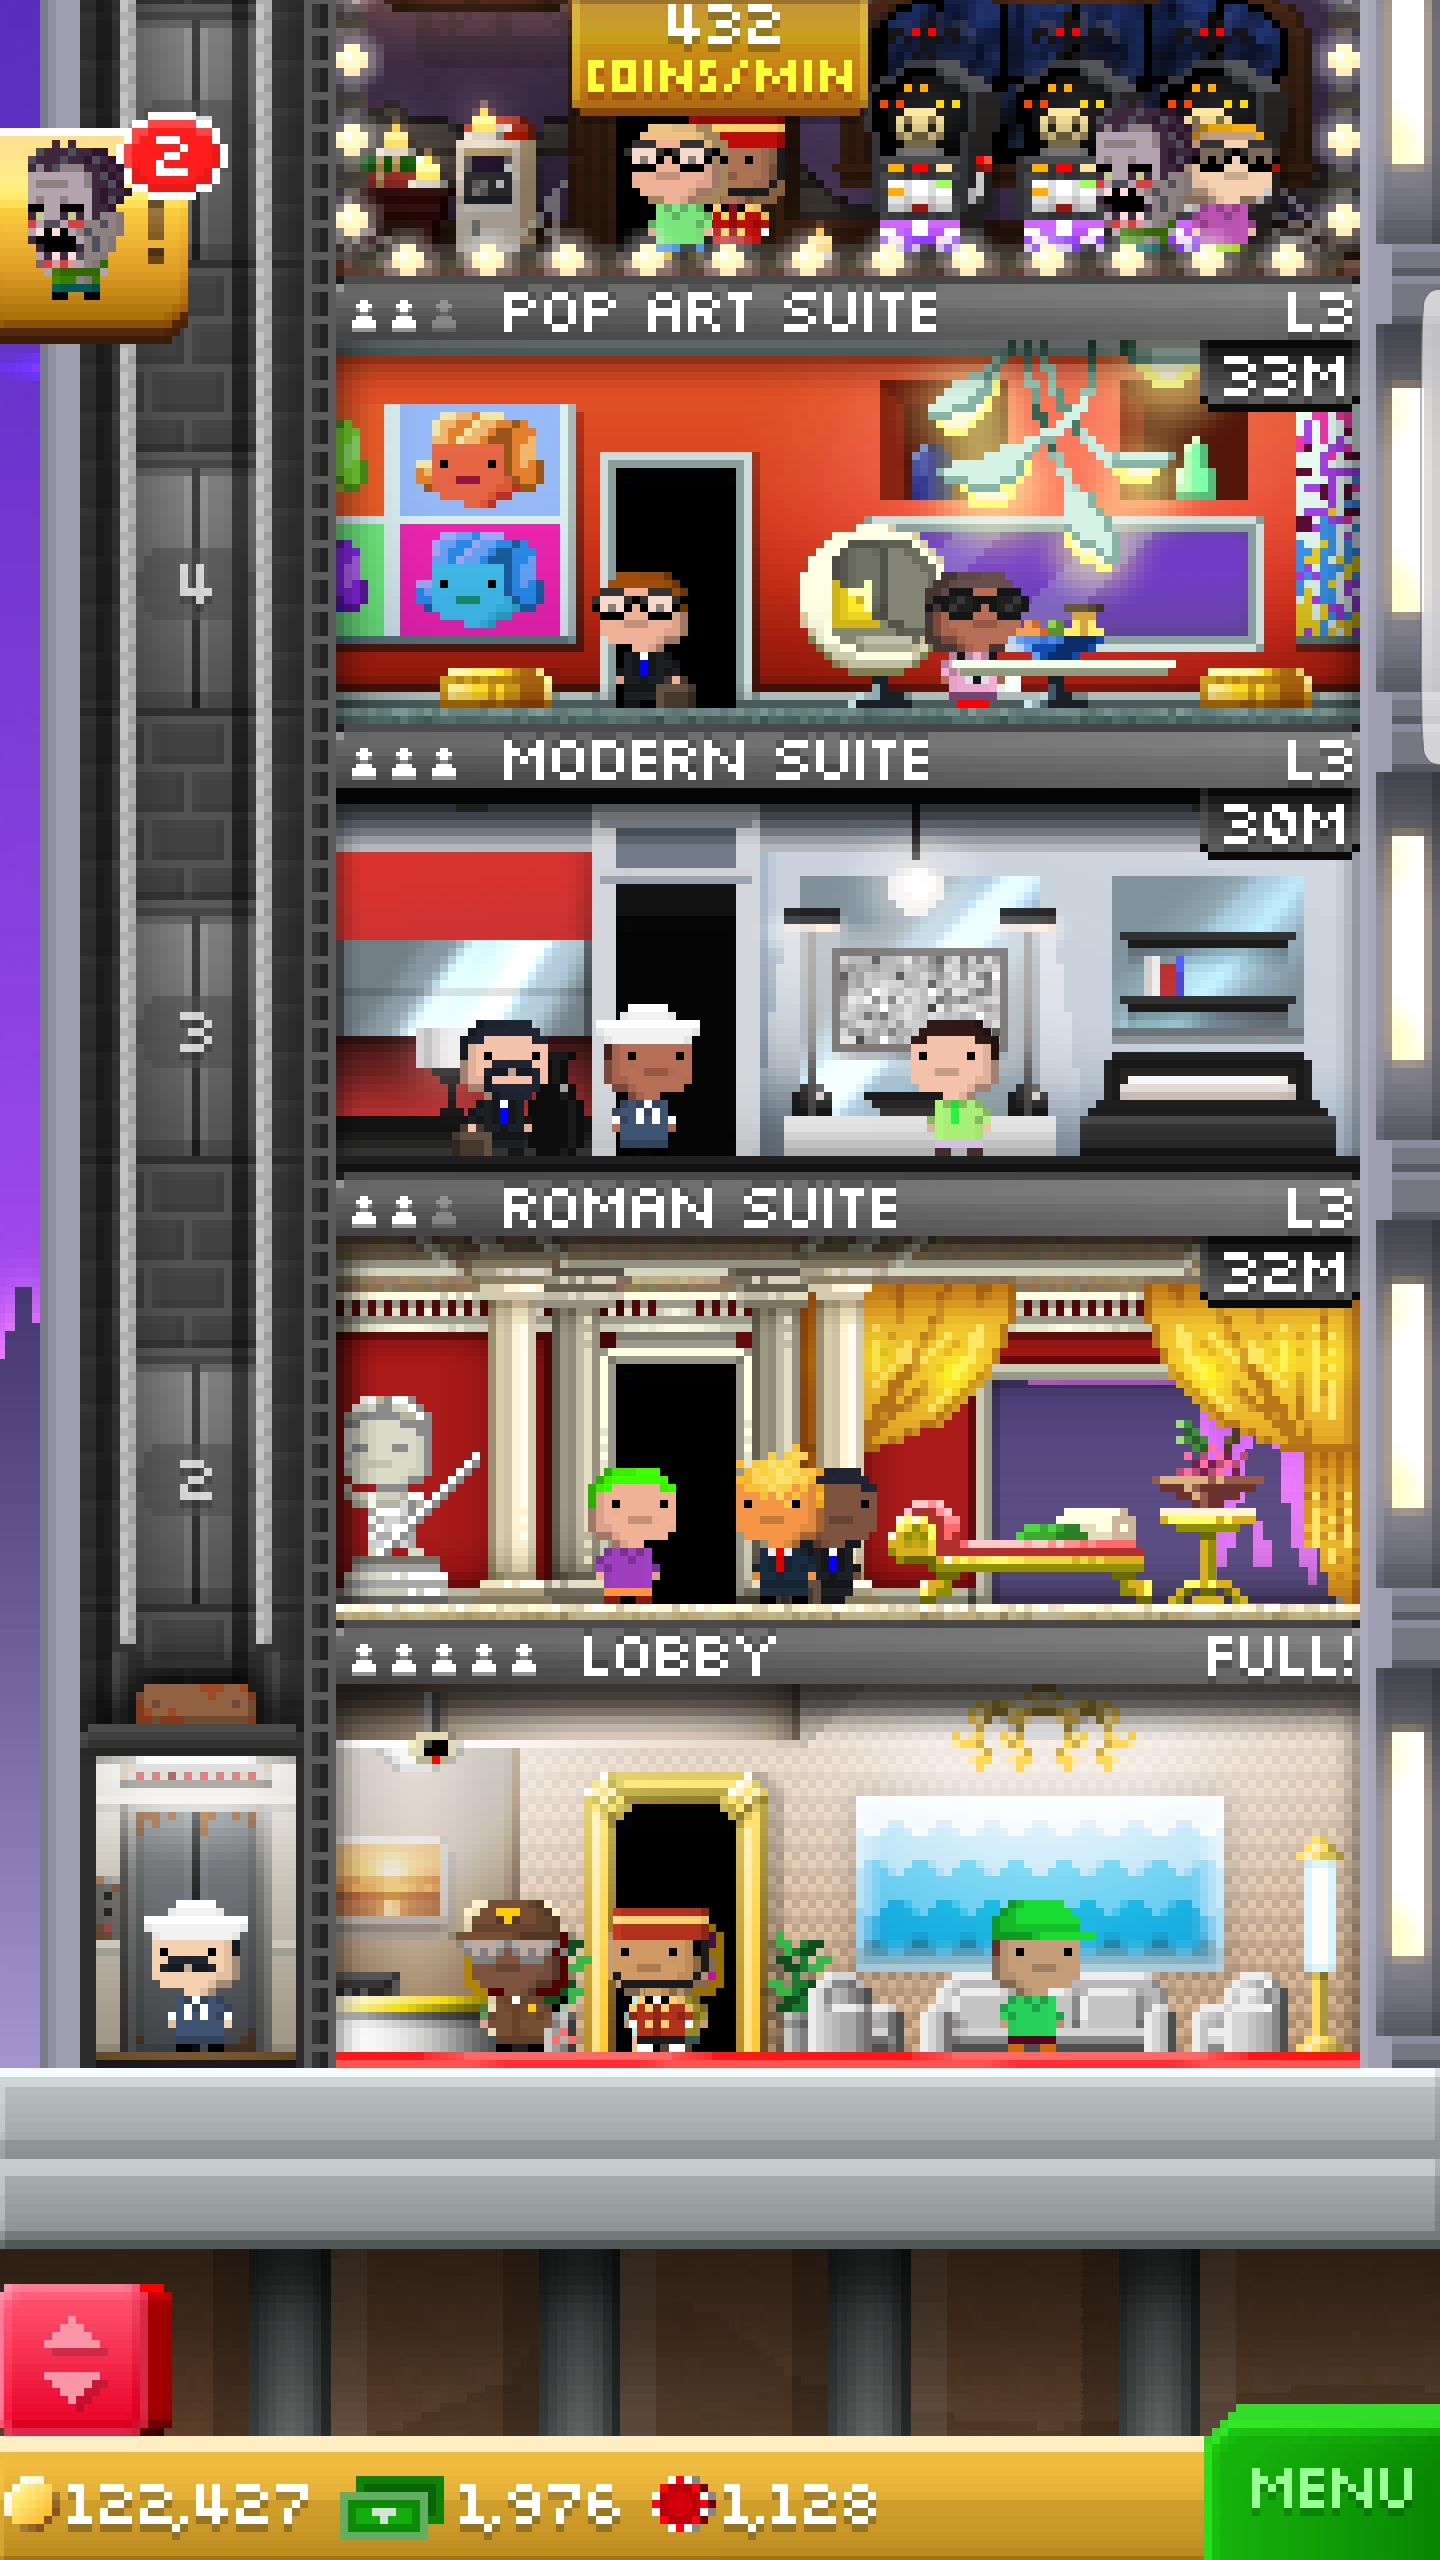 432
COINS/MIN
2
!
POP ART SUITE L3
33M
4
MODERN SUITE L3
30M
3
ROMAN SUITE L3
32M
2
LOBBY FULL!
122,427 1,976 1,128
MENU